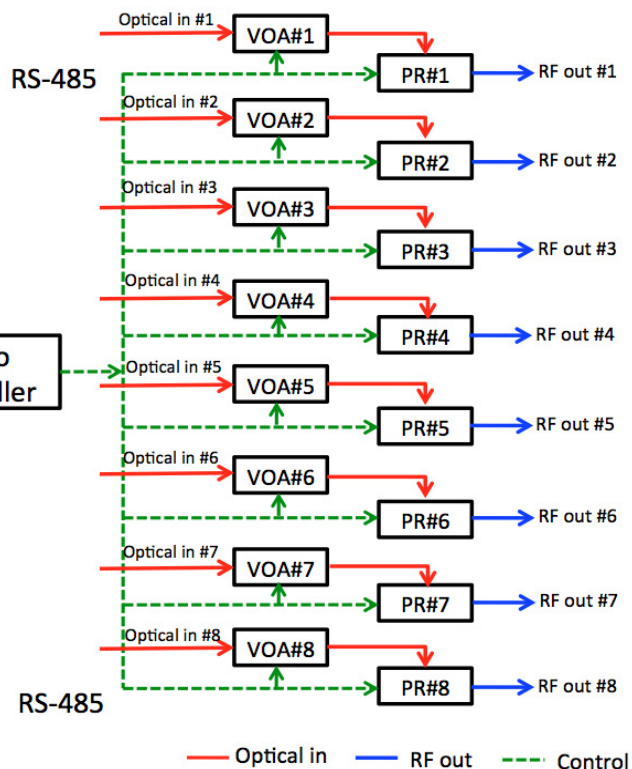 Optical in #1
VOA#1
RS-485
PR#1
RF out #1
Optical in #2
VOA#2
PR#2
RF out #2
Optical in #3
VOA#3
PR#3
RF out #3
Optical in #4
VOA#4
PR#4
RF out #4
o
ller
Optical in #5
VOA#5
PR#5
RF out #5
Optical in #6
VOA#6
PR#6
RF out #6
Optical in #7
VOA#7
PR#7
RF out #7
Optical in #8
VOA#8
PR#8
RF out #8
RS-485
Optical in
RF out
Control